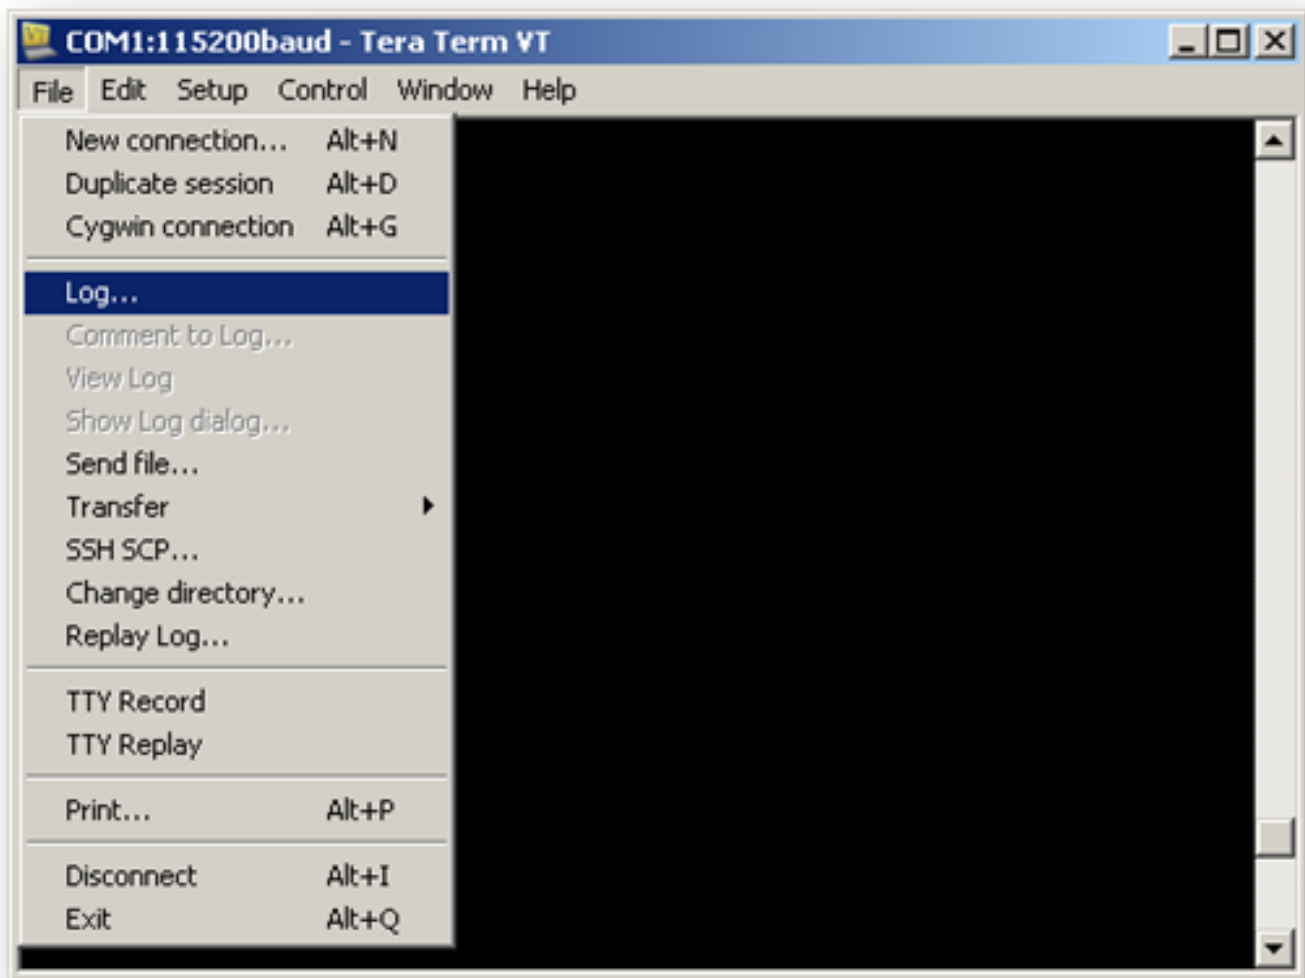 COM1:115200baud - Tera Term VT
File Edit Setup Control Window Help
New connection... Alt+N
Duplicate session Alt+D
Cygwin connection Alt+G
Log...
Comment to Log...
View Log
Show Log dialog...
Send file...
Transfer
SSH SCP...
Change directory...
Replay Log...
TTY Record
TTY Replay
Print... Alt+P
Disconnect Alt+I
Exit Alt+Q